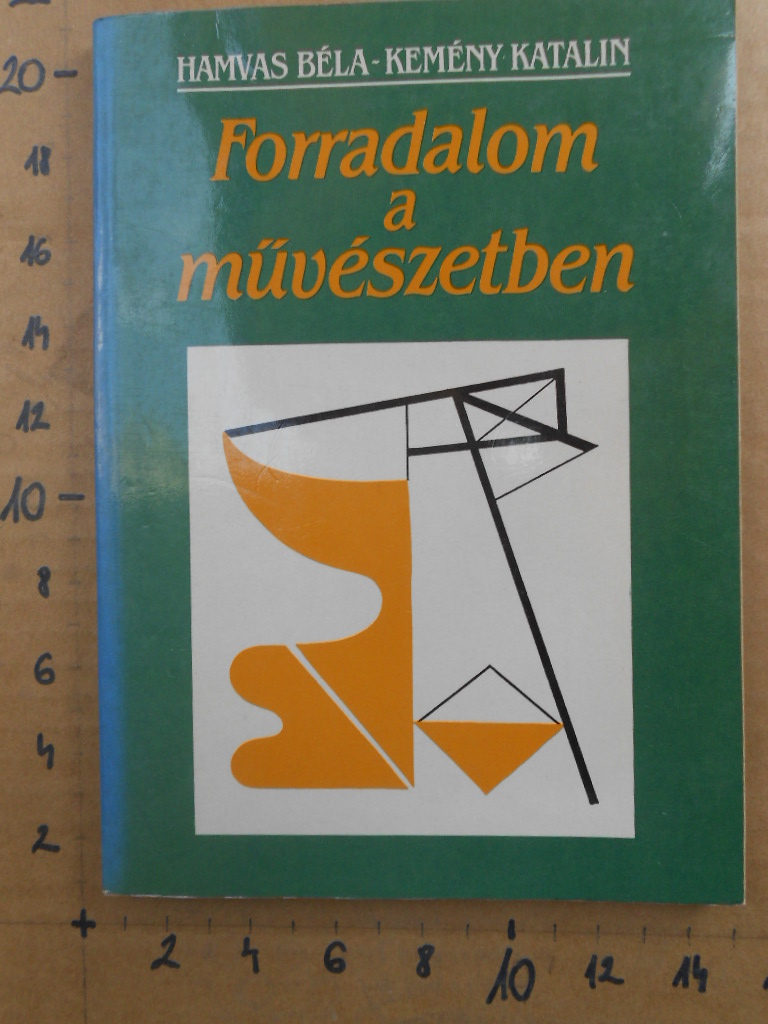 HAMVAS BÉLA - KEMÉNY KATALIN
Forradalom
a
művészetben
20
18
16
14
12
10
8
6
4
2
+
2 4 6 8 10 12 14